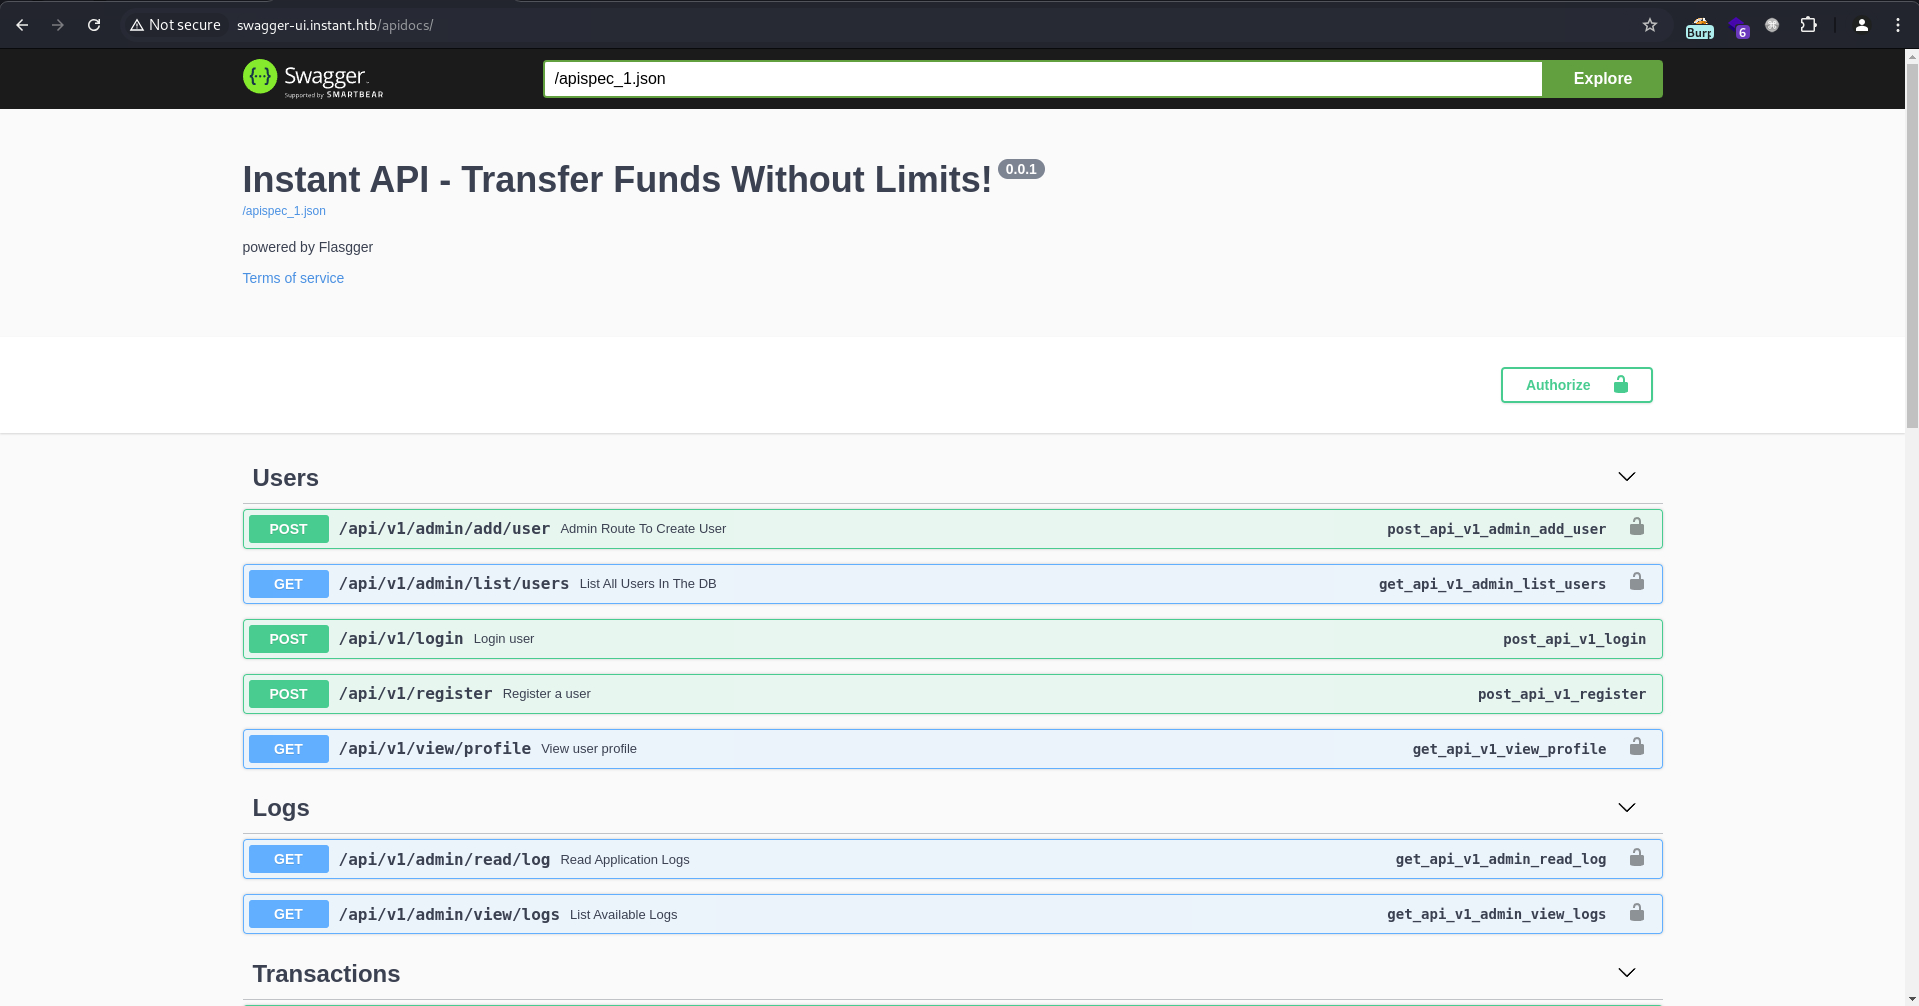 Not secure swagger-ui.instant.htb/apidocs/
Burp 6
Swagger
Supported by SMARTBEAR
/apispec_1.json
Explore
Instant API - Transfer Funds Without Limits! 0.0.1
/apispec_1.json
powered by Flasgger
Terms of service
Authorize
Users
POST /api/v1/admin/add/user Admin Route To Create User post_api_v1_admin_add_user
GET /api/v1/admin/list/users List All Users In The DB get_api_v1_admin_list_users
POST /api/v1/login Login user post_api_v1_login
POST /api/v1/register Register a user post_api_v1_register
GET /api/v1/view/profile View user profile get_api_v1_view_profile
Logs
GET /api/v1/admin/read/log Read Application Logs get_api_v1_admin_read_log
GET /api/v1/admin/view/logs List Available Logs get_api_v1_admin_view_logs
Transactions